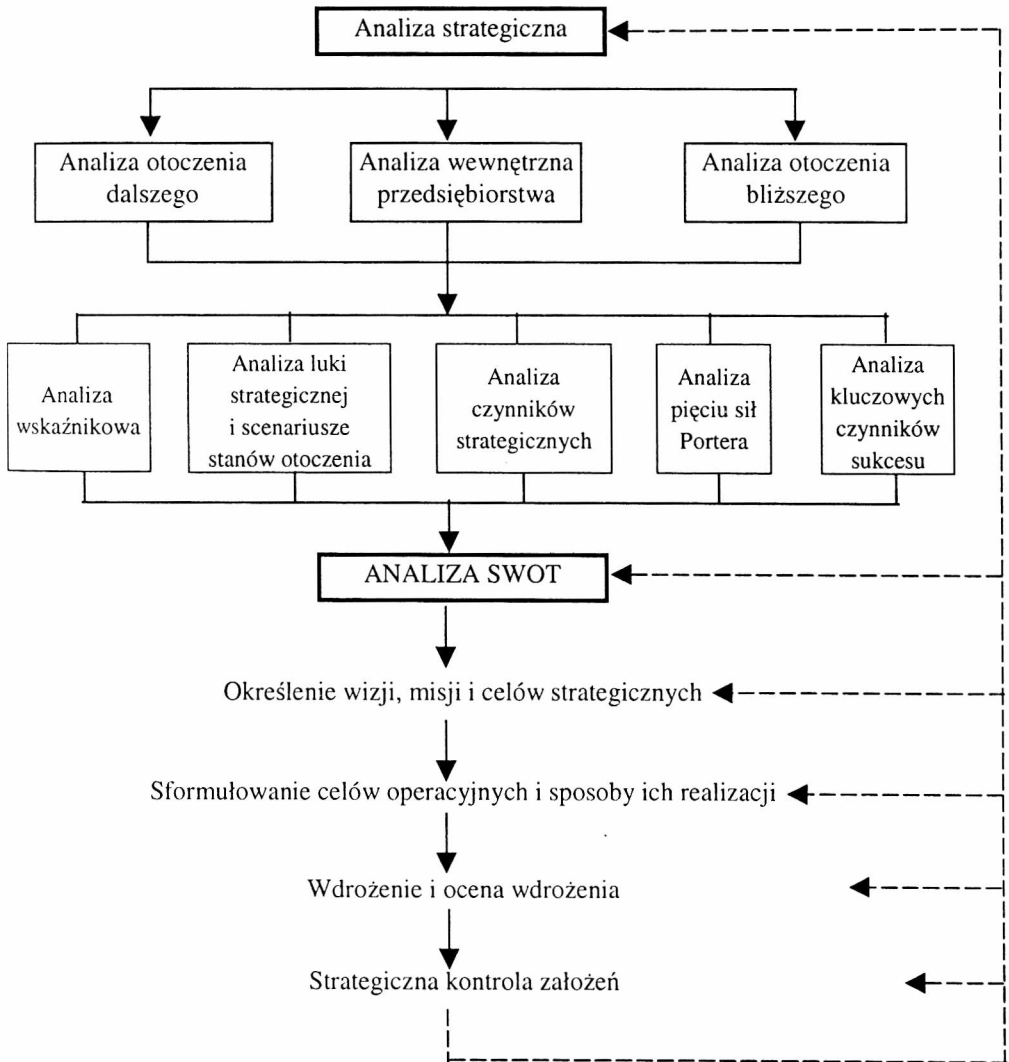 Analiza strategiczna
Analiza otoczenia
dalszego
Analiza wewnętrzna
przedsiębiorstwa
Analiza otoczenia
bliższego
Analiza
wskaźnikowa
Analiza luki
strategicznej
i scenariusze
stanów otoczenia
Analiza
czynników
strategicznych
Analiza
pięciu sił
Portera
Analiza
kluczowych
czynników
sukcesu
ANALIZA SWOT
Określenie wizji, misji i celów strategicznych
Sformułowanie celów operacyjnych i sposoby ich realizacji
Wdrożenie i ocena wdrożenia
Strategiczna kontrola założeń